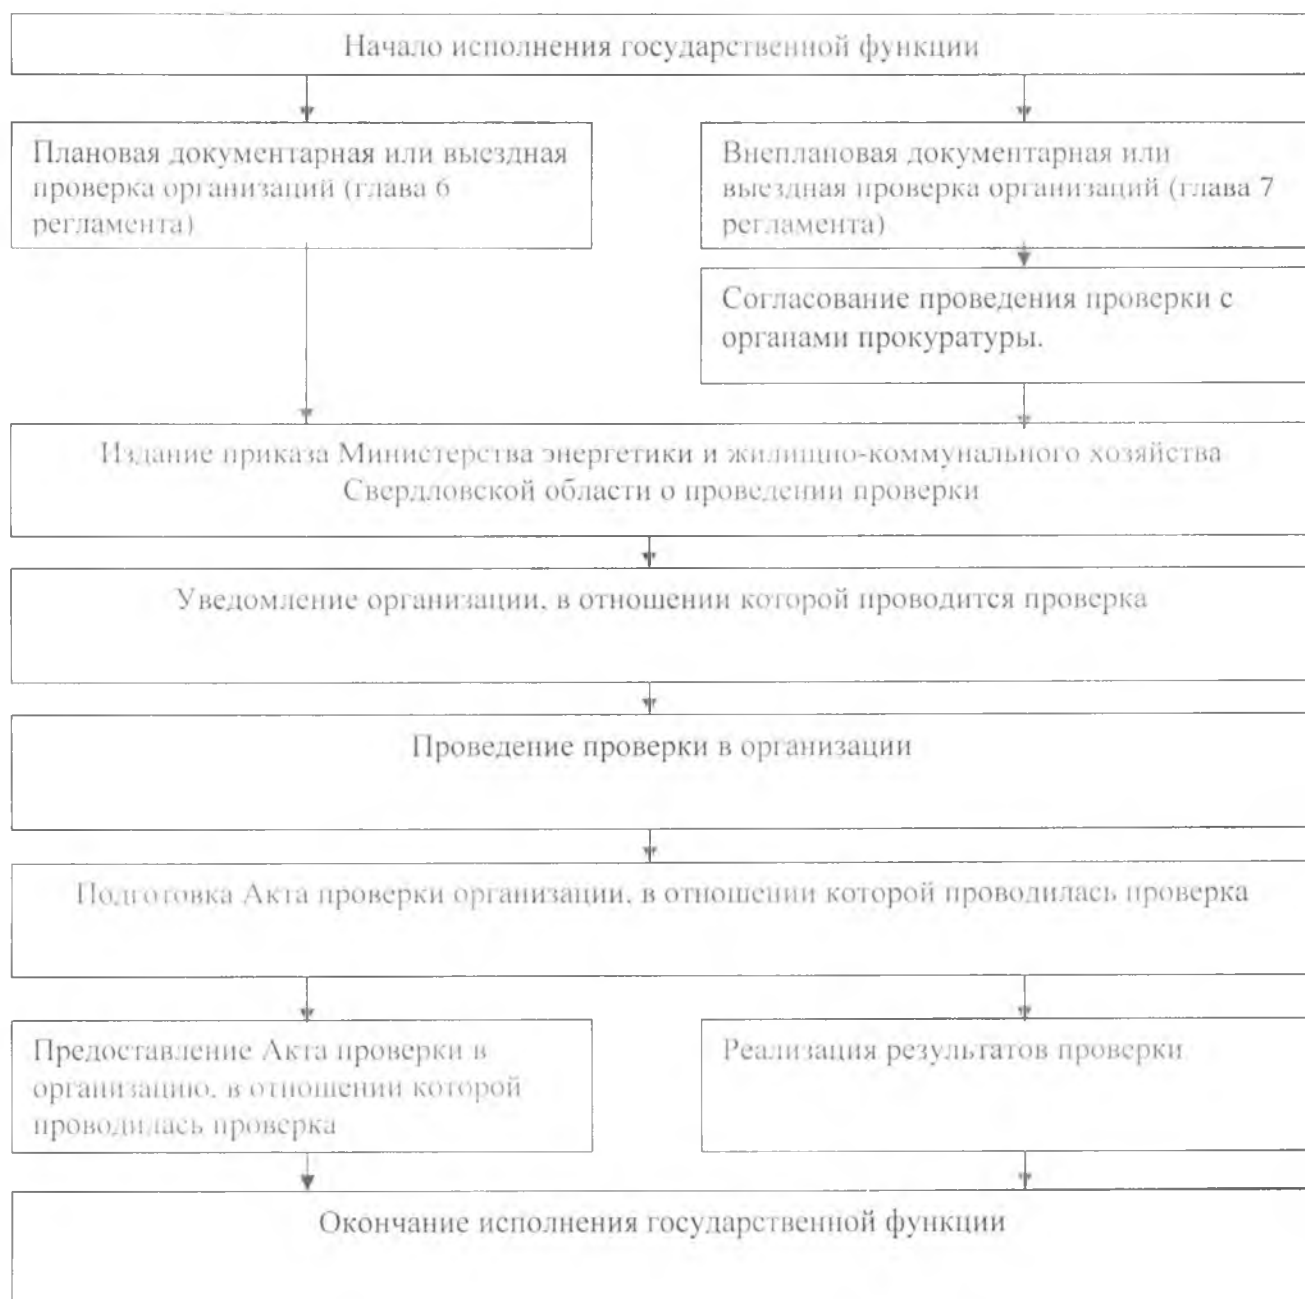 Начало исполнения государственной функции
Плановая документарная или выездная
проверка организаций (глава 6
регламента)
Внеплановая документарная или
выездная проверка организаций (глава 7
регламента)
Согласование проведения проверки с
органами прокуратуры.
Издание приказа Министерства энергетики и жилищно-коммунального хозяйства
Свердловской области о проведении проверки
Уведомление организации, в отношении которой проводится проверка
Проведение проверки в организации
Подготовка Акта проверки организации, в отношении которой проводилась проверка
Предоставление Акта проверки в
организацию, в отношении которой
проводилась проверка
Реализация результатов проверки
Окончание исполнения государственной функции